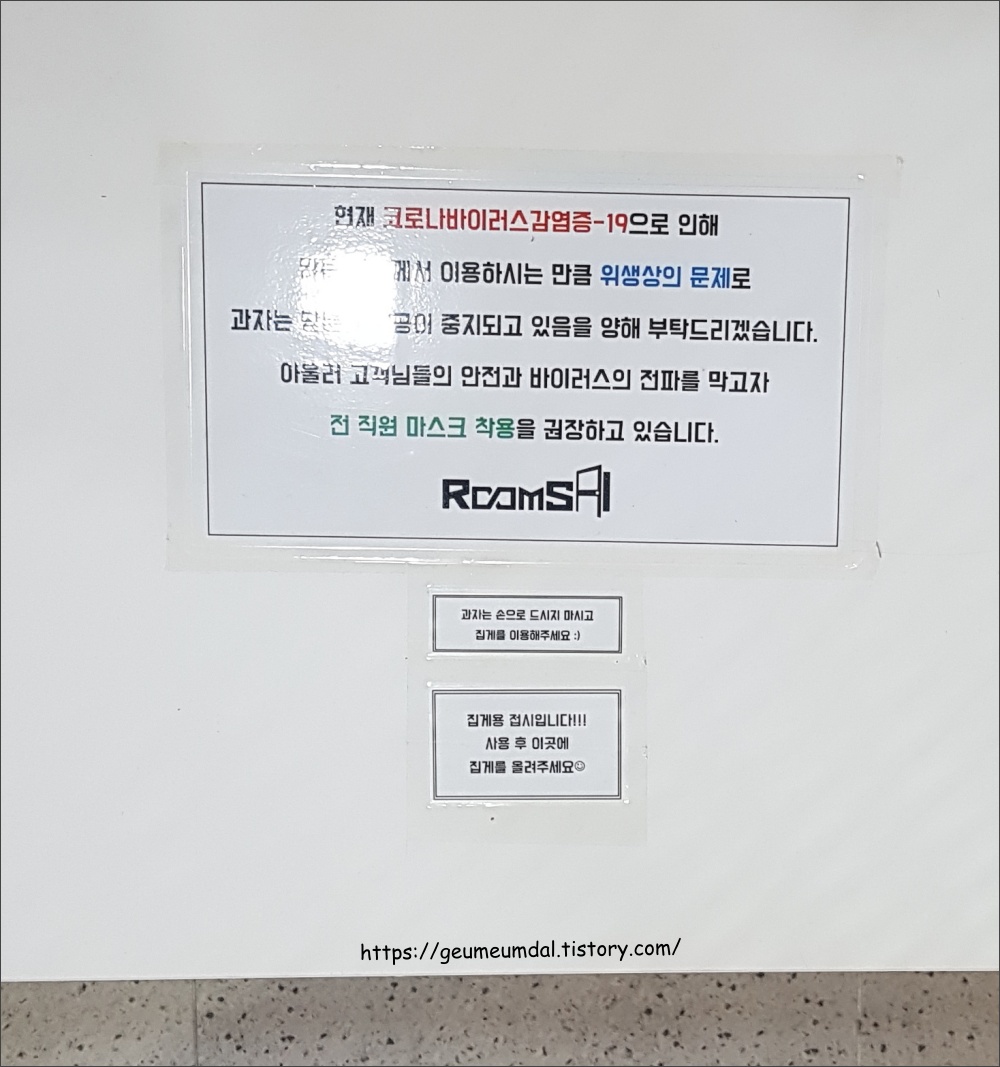 현재 코로나바이러스감염증-19으로 인해
이용하시는 만큼 위생상의 문제로
과자는 중지되고 있음을 양해 부탁드리겠습니다.
아울러 고객님들의 안전과 바이러스의 전파를 막고자
전 직원 마스크 착용을 권장하고 있습니다.
ROOMSAI
과자는 손으로 드시지 마시고
집게를 이용해주세요 :)
집게용 접시입니다!!!
사용 후 이곳에
집게를 올려주세요☺
https://geumeumdal.tistory.com/